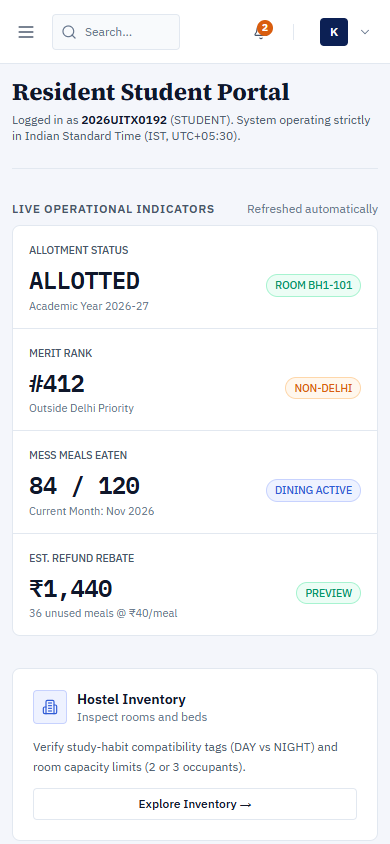 Search...
2
K
Resident Student Portal
Logged in as 2026UITX0192 (STUDENT). System operating strictly
in Indian Standard Time (IST, UTC+05:30).
LIVE OPERATIONAL INDICATORS Refreshed automatically
ALLOTMENT STATUS
ALLOTTED
ROOM BH1-101
Academic Year 2026-27
MERIT RANK
#412
NON-DELHI
Outside Delhi Priority
MESS MEALS EATEN
84 / 120
DINING ACTIVE
Current Month: Nov 2026
EST. REFUND REBATE
₹1,440
PREVIEW
36 unused meals @ ₹40/meal
Hostel Inventory
Inspect rooms and beds
Verify study-habit compatibility tags (DAY vs NIGHT) and
room capacity limits (2 or 3 occupants).
Explore Inventory →